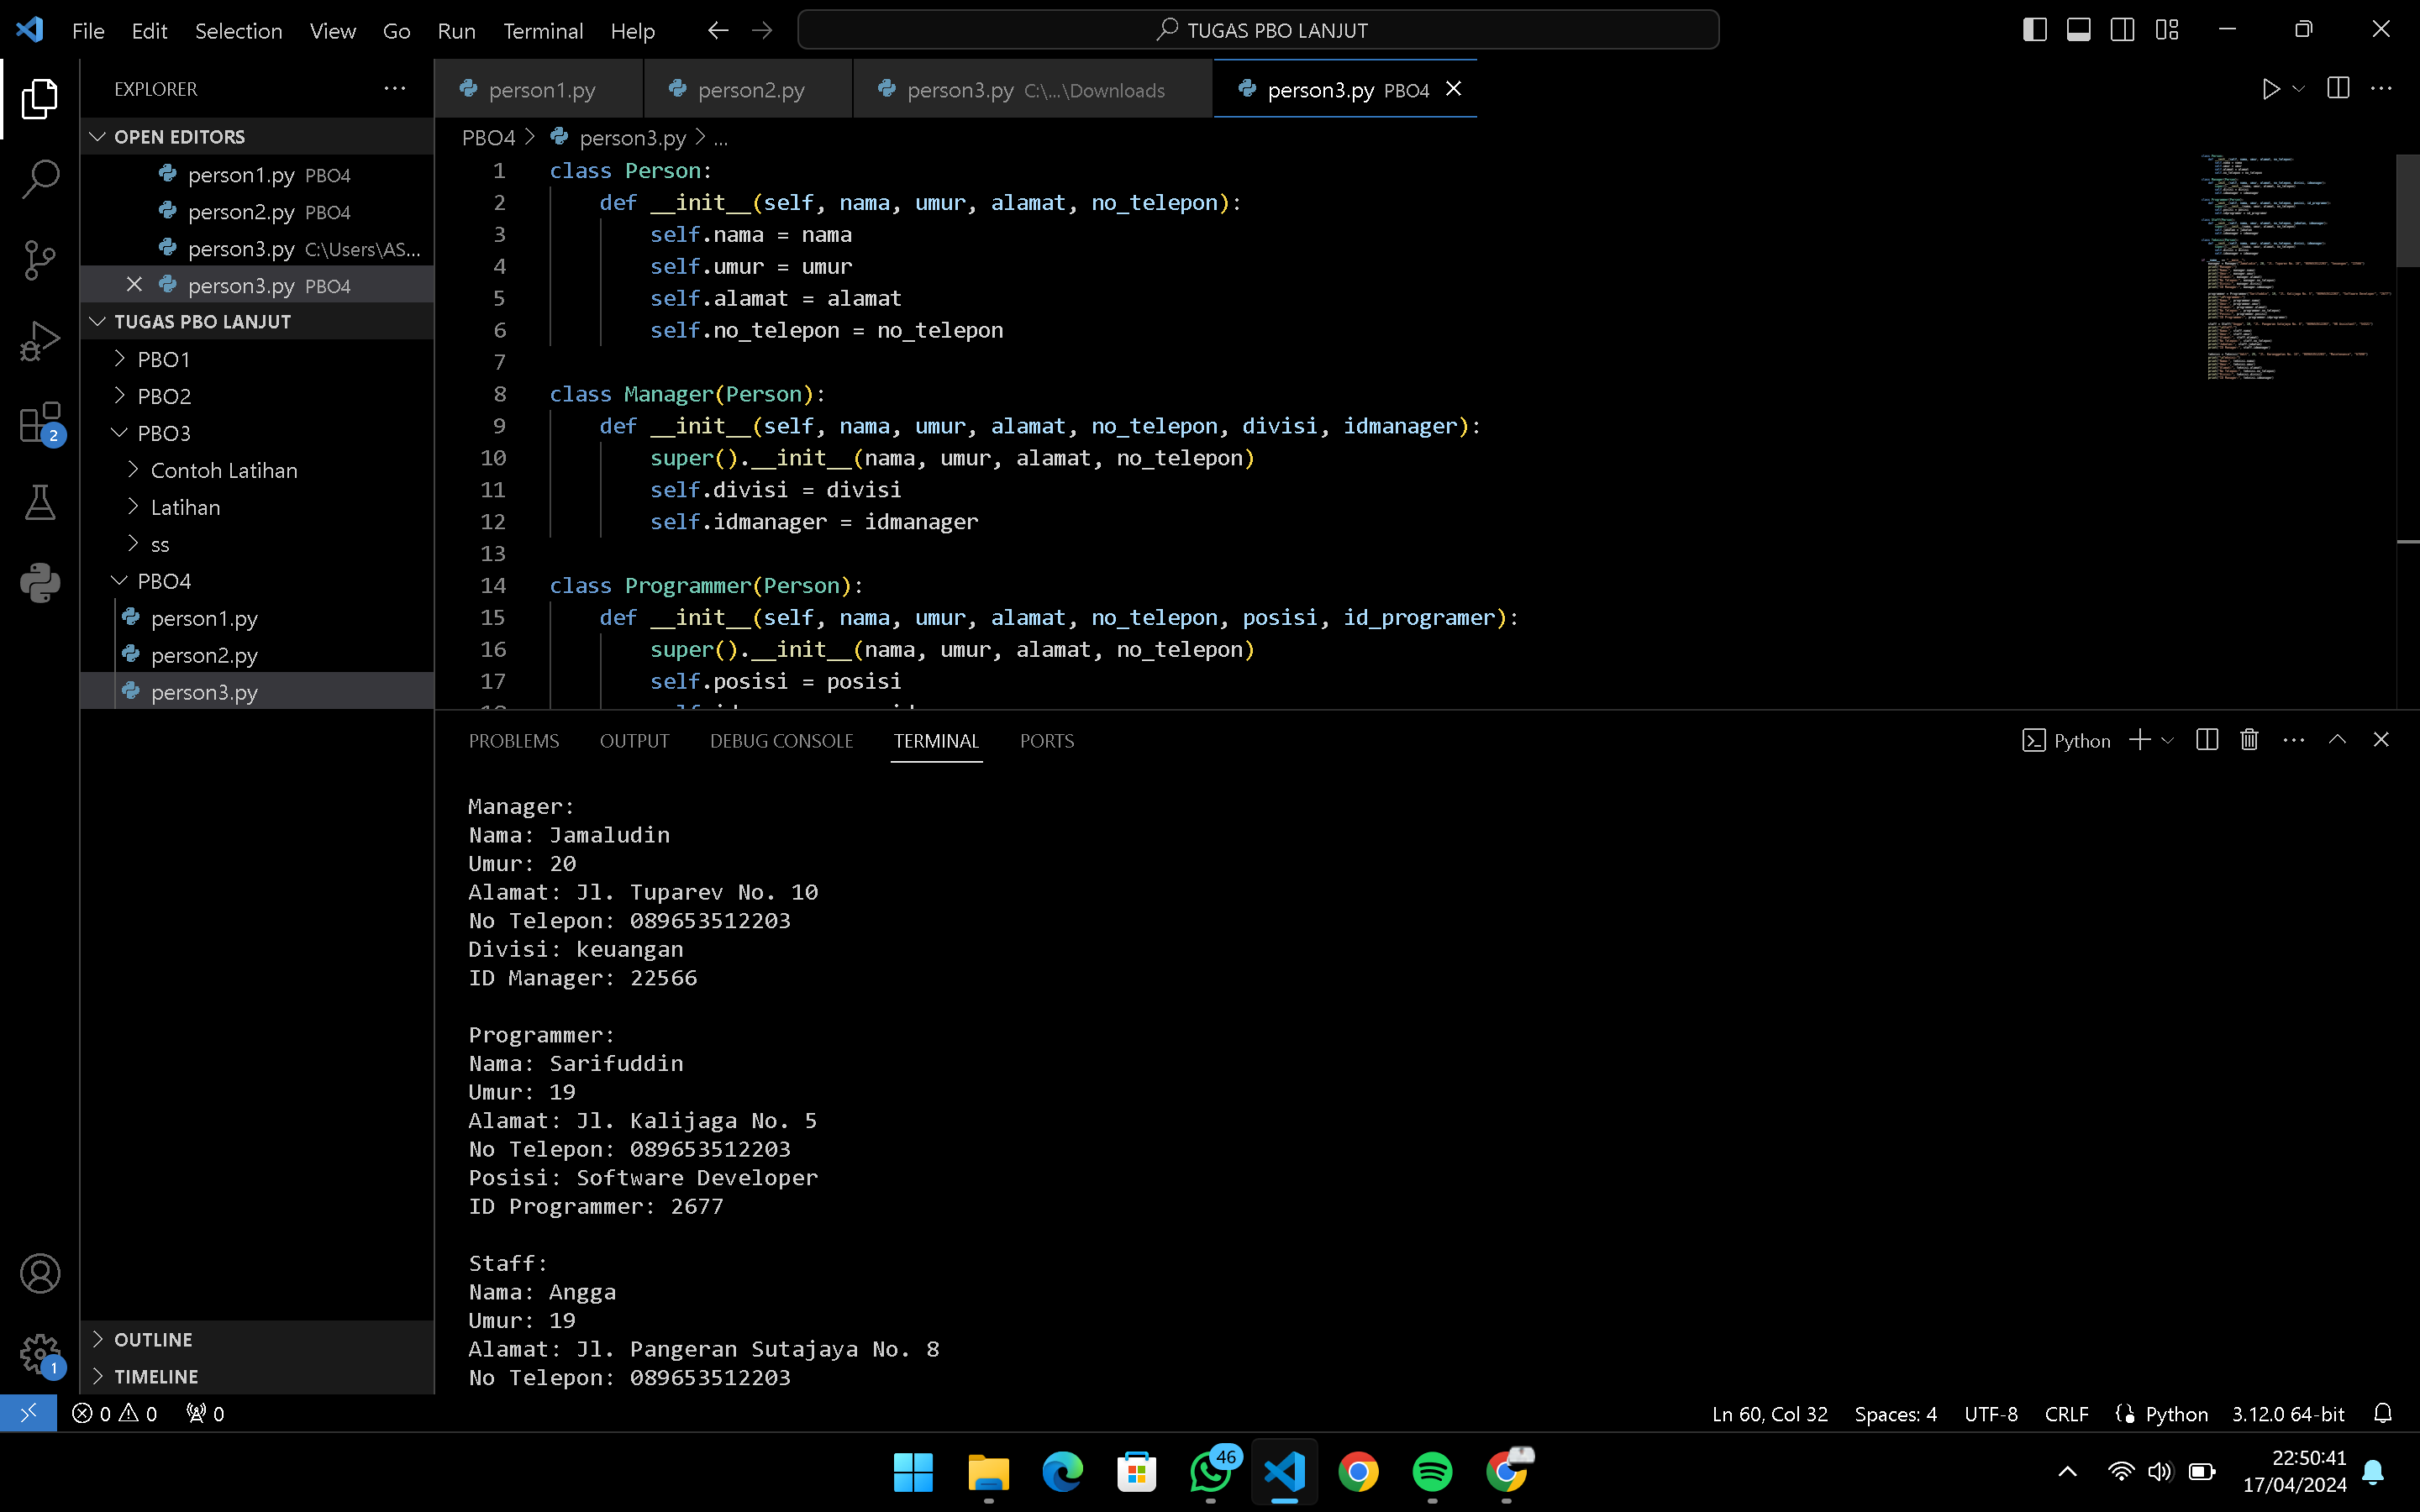 File Edit Selection View Go Run Terminal Help
TUGAS PBO LANJUT
EXPLORER
OPEN EDITORS
person1.py PBO4
person2.py PBO4
person3.py C:\Users\AS...
person3.py PBO4
TUGAS PBO LANJUT
PBO1
PBO2
PBO3
Contoh Latihan
Latihan
ss
PBO4
person1.py
person2.py
person3.py
OUTLINE
TIMELINE
2
1
person1.py person2.py person3.py C:\...\Downloads person3.py PBO4
PBO4 > person3.py > ...
1 class Person:
2 def __init__(self, nama, umur, alamat, no_telepon):
3 self.nama = nama
4 self.umur = umur
5 self.alamat = alamat
6 self.no_telepon = no_telepon
7
8 class Manager(Person):
9 def __init__(self, nama, umur, alamat, no_telepon, divisi, idmanager):
10 super().__init__(nama, umur, alamat, no_telepon)
11 self.divisi = divisi
12 self.idmanager = idmanager
13
14 class Programmer(Person):
15 def __init__(self, nama, umur, alamat, no_telepon, posisi, id_programer):
16 super().__init__(nama, umur, alamat, no_telepon)
17 self.posisi = posisi
PROBLEMS OUTPUT DEBUG CONSOLE TERMINAL PORTS
Python
Manager:
Nama: Jamaludin
Umur: 20
Alamat: Jl. Tuparev No. 10
No Telepon: 089653512203
Divisi: keuangan
ID Manager: 22566
Programmer:
Nama: Sarifuddin
Umur: 19
Alamat: Jl. Kalijaga No. 5
No Telepon: 089653512203
Posisi: Software Developer
ID Programmer: 2677
Staff:
Nama: Angga
Umur: 19
Alamat: Jl. Pangeran Sutajaya No. 8
No Telepon: 089653512203
0 0 0
Ln 60, Col 32 Spaces: 4 UTF-8 CRLF Python 3.12.0 64-bit
46
22:50:41
17/04/2024